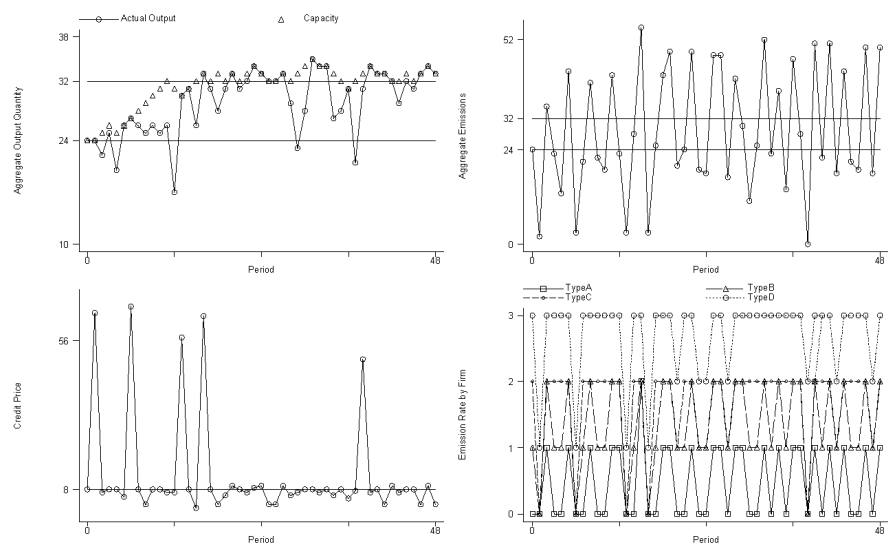 Actual Output
Capacity
38
32
24
10
Aggregate Output Quantity
0
48
Period
52
32
24
0
Aggregate Emissions
0
48
Period
56
8
Credit Price
0
48
Period
TypeA
TypeB
TypeC
TypeD
3
2
1
0
Emission Rate by Firm
0
48
Period